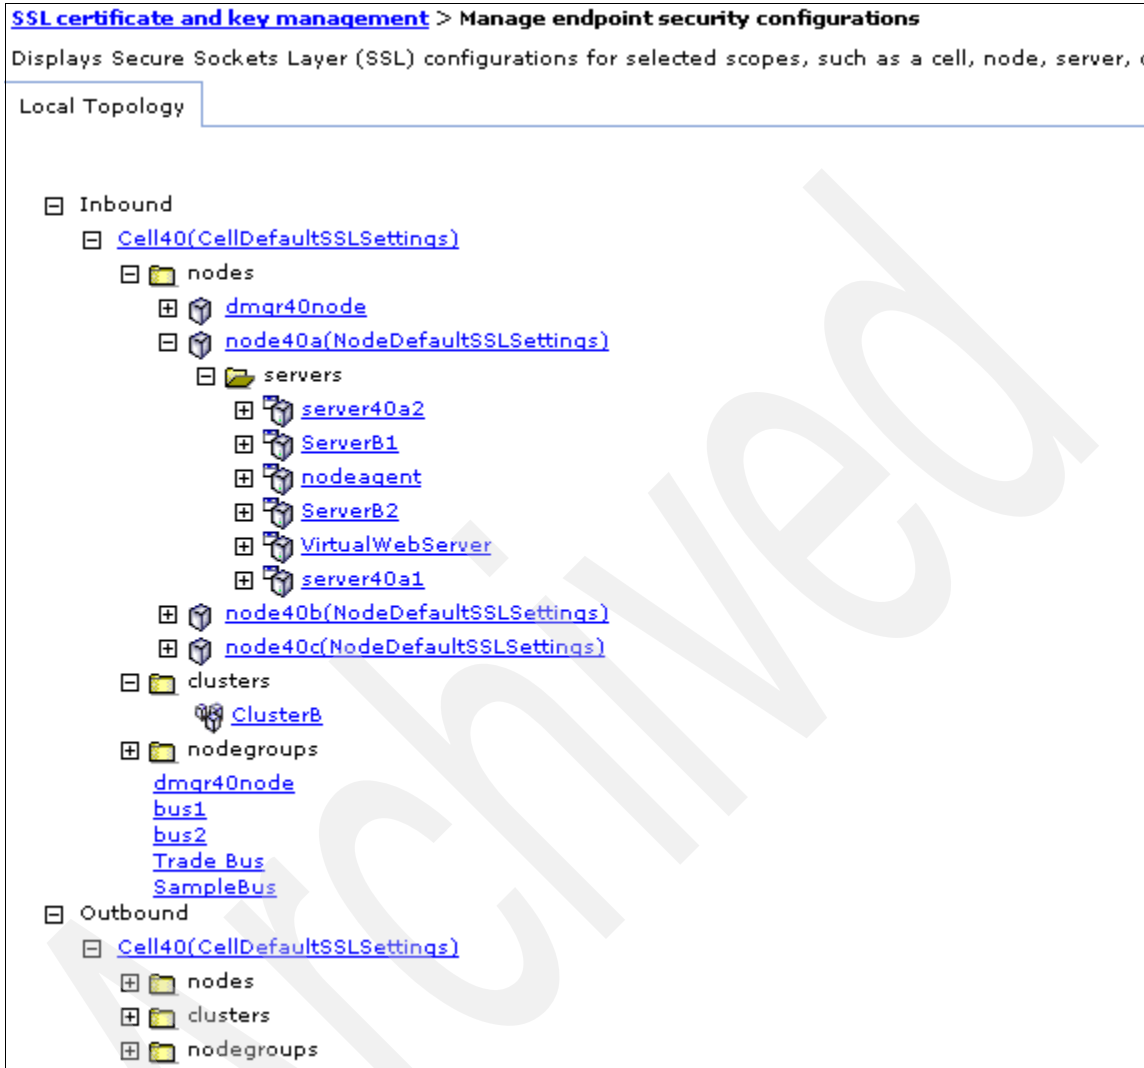 SSL certificate and key management > Manage endpoint security configurations
Displays Secure Sockets Layer (SSL) configurations for selected scopes, such as a cell, node, server,
Local Topology
Inbound
Cell40(CellDefaultSSLSettings)
nodes
dmgr40node
node40a(NodeDefaultSSLSettings)
servers
server40a2
ServerB1
nodeagent
ServerB2
VirtualWebServer
server40a1
node40b(NodeDefaultSSLSettings)
node40c(NodeDefaultSSLSettings)
clusters
ClusterB
nodegroups
dmgr40node
bus1
bus2
Trade Bus
SampleBus
Outbound
Cell40(CellDefaultSSLSettings)
nodes
clusters
nodegroups
Archived